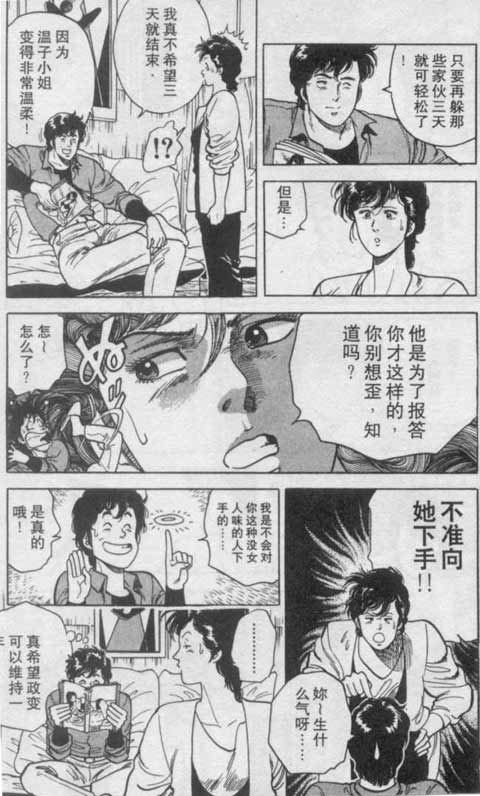 只要再躲那
些家伙三天
就可轻松了
！
但是…
我真不希望三
天就结束．
!?
因为
温子小姐
变得非常温柔！
他是为了报答
你才这样的，
你别想歪，知
道吗？
怎～
怎么了？
不准向
她下手!!
妳～生什
么气呀……
我是不会对
你这种没女
人味的人下
手的……
是真的
哦！
…………
真希望政变
可以维持一